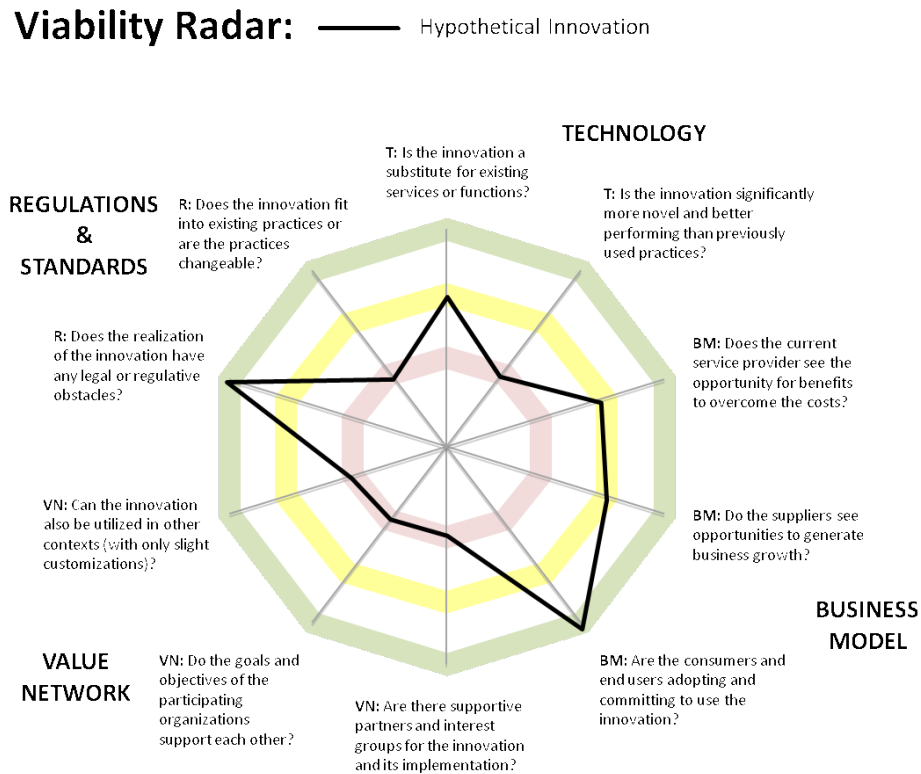 Viability Radar:
Hypothetical Innovation
TECHNOLOGY
T: Is the innovation a
substitute for existing
services or functions?
T: Is the innovation significantly
more novel and better
performing than previously
used practices?
REGULATIONS
&
STANDARDS
R: Does the innovation fit
into existing practices or
are the practices
changeable?
R: Does the realization
of the innovation have
any legal or regulative
obstacles?
BM: Does the current
service provider see the
opportunity for benefits
to overcome the costs?
VN: Can the innovation
also be utilized in other
contexts (with only slight
customizations)?
BM: Do the suppliers see
opportunities to generate
business growth?
BUSINESS
MODEL
VALUE
NETWORK
VN: Do the goals and
objectives of the
participating
organizations
support each other?
BM: Are the consumers and
end users adopting and
committing to use the
innovation?
VN: Are there supportive
partners and interest
groups for the innovation
and its implementation?